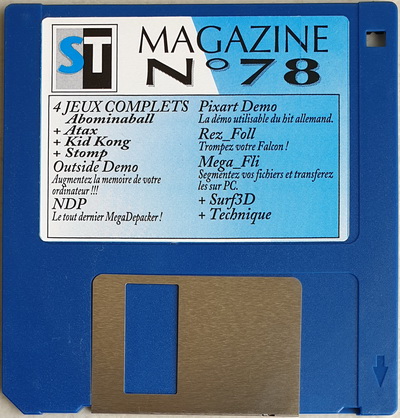 ST
MAGAZINE
N°78
4 JEUX COMPLETS
Abominaball
+ Atax
+ Kid Kong
+ Stomp
Outside Demo
Augmentez la memoire de votre
ordinateur !!!
NDP
Le tout dernier MegaDepacker !
Pixart Demo
La démo utilisable du hit allemand.
Rez_Foll
Trompez votre Falcon !
Mega_Fli
Segmentez vos fichiers et transferez
les sur PC.
+ Surf3D
+ Technique